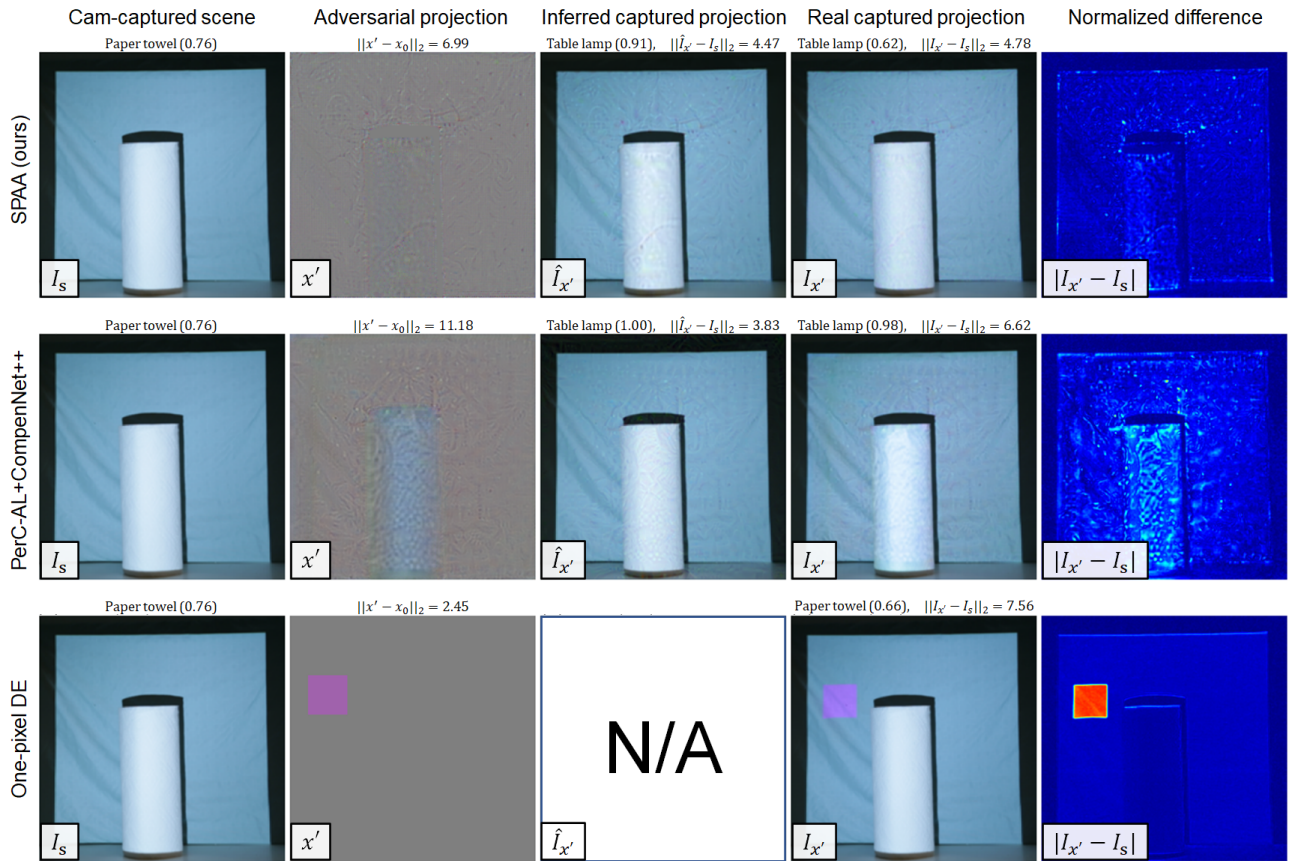 Cam-captured scene Adversarial projection Inferred captured projection Real captured projection Normalized difference
SPAA (ours)
Paper towel (0.76) ||x′ − x₀||₂ = 6.99 Table lamp (0.91), ||Î_x′ − I_s||₂ = 4.47 Table lamp (0.62), ||I_x′ − I_s||₂ = 4.78
I_s x′ Î_x′ I_x′ |I_x′ − I_s|
PerC-AL+CompenNet++
Paper towel (0.76) ||x′ − x₀||₂ = 11.18 Table lamp (1.00), ||Î_x′ − I_s||₂ = 3.83 Table lamp (0.98), ||I_x′ − I_s||₂ = 6.62
I_s x′ Î_x′ I_x′ |I_x′ − I_s|
One-pixel DE
Paper towel (0.76) ||x′ − x₀||₂ = 2.45 Paper towel (0.66), ||I_x′ − I_s||₂ = 7.56
N/A
I_s x′ Î_x′ I_x′ |I_x′ − I_s|